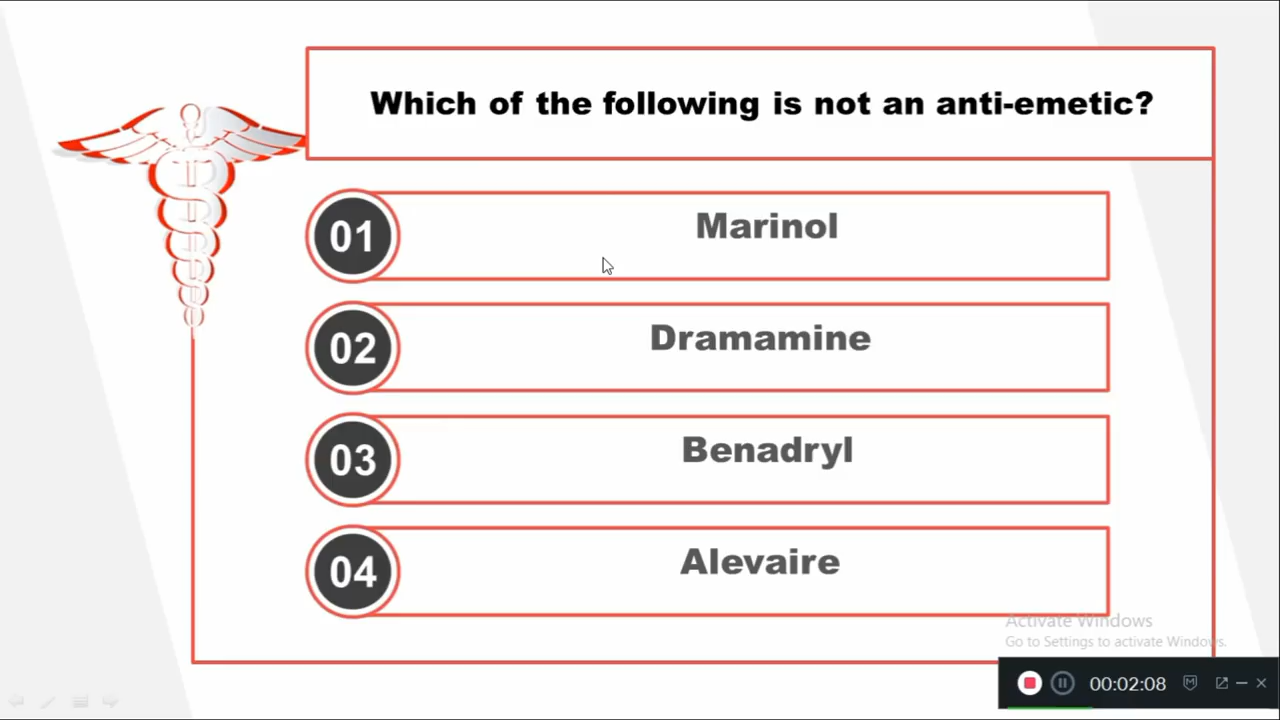 Which of the following is not an anti-emetic?
01
Marinol
02
Dramamine
03
Benadryl
04
Alevaire
Activate Windows
Go to Settings to activate Windows.
00:02:08